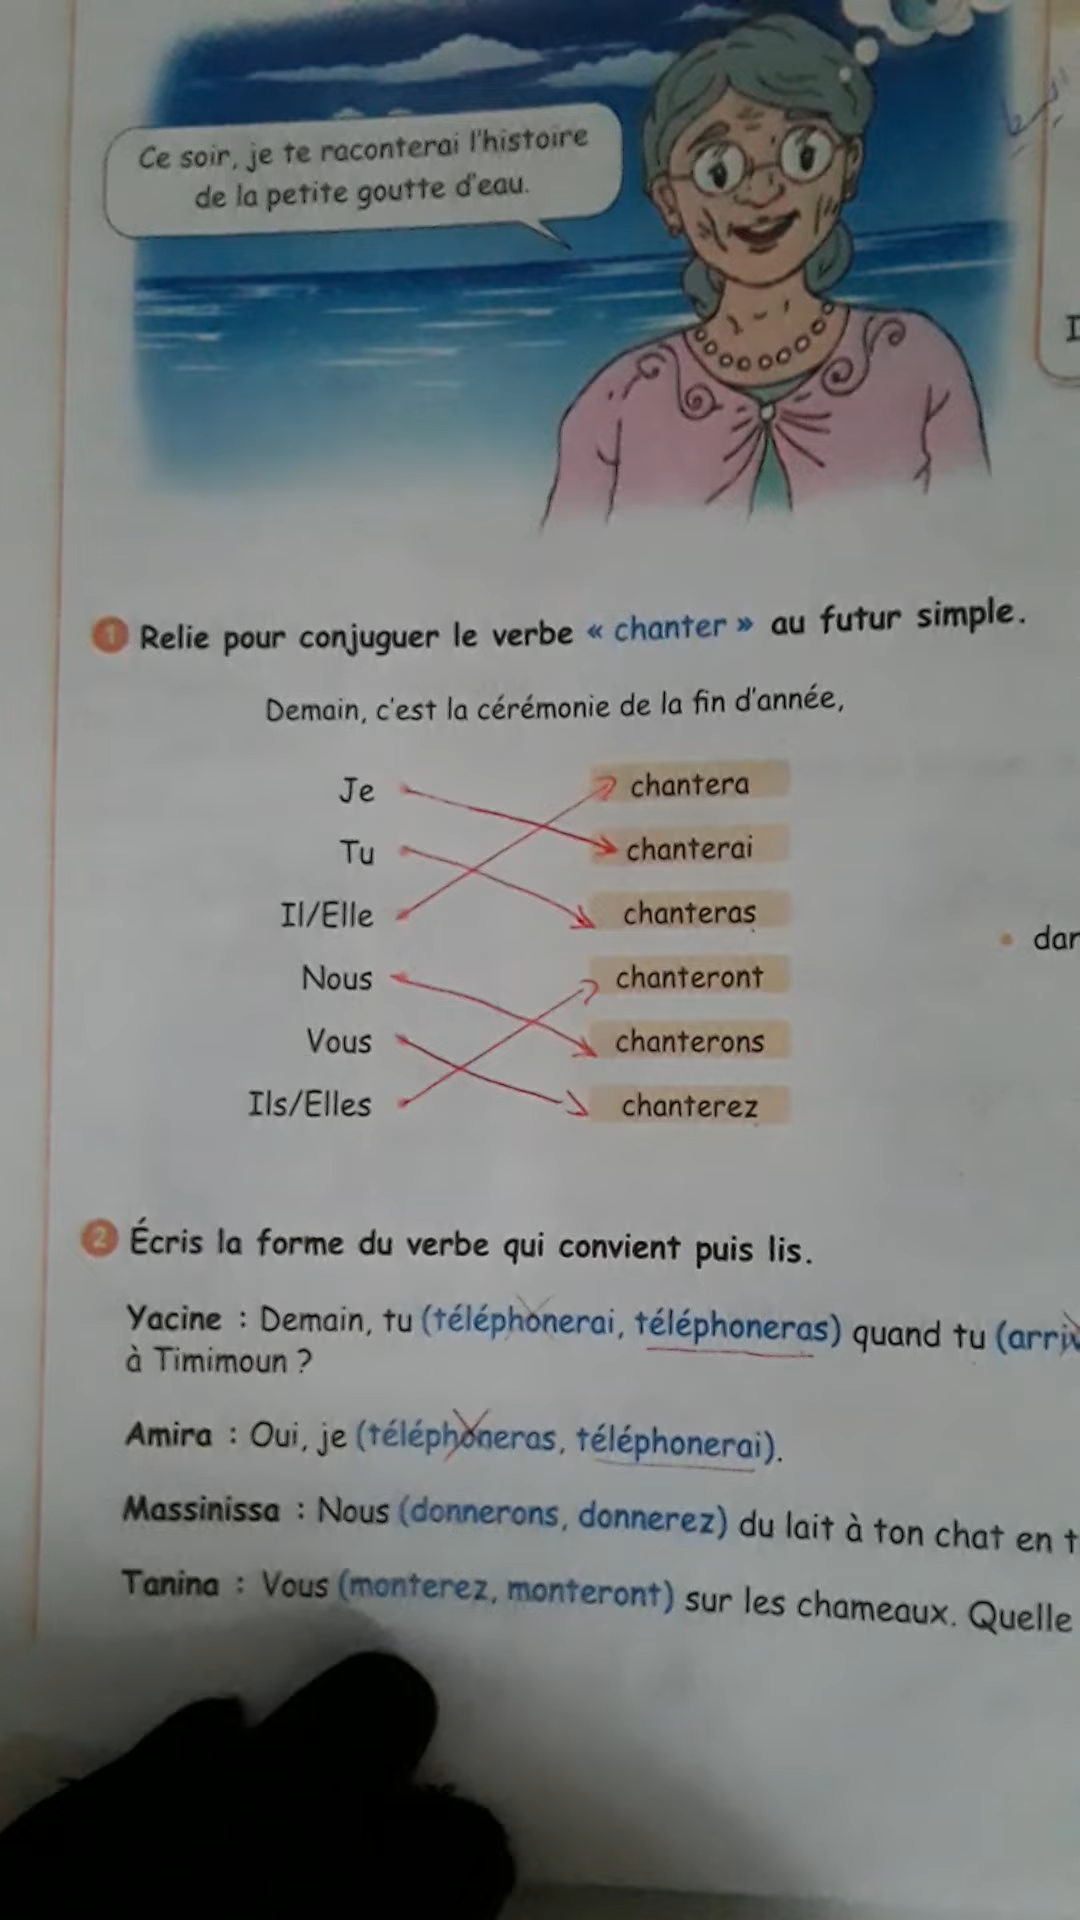 Ce soir, je te raconterai l'histoire
de la petite goutte d'eau.
I
1 Relie pour conjuguer le verbe « chanter » au futur simple.
Demain, c'est la cérémonie de la fin d'année,
Je chantera
Tu chanterai
Il/Elle chanteras
• dar
Nous chanteront
Vous chanterons
Ils/Elles chanterez
2 Écris la forme du verbe qui convient puis lis.
Yacine : Demain, tu (téléphonerai, téléphoneras) quand tu (arriv
à Timimoun ?
Amira : Oui, je (téléphoneras, téléphonerai).
Massinissa : Nous (donnerons, donnerez) du lait à ton chat en t
Tanina : Vous (monterez, monteront) sur les chameaux. Quelle